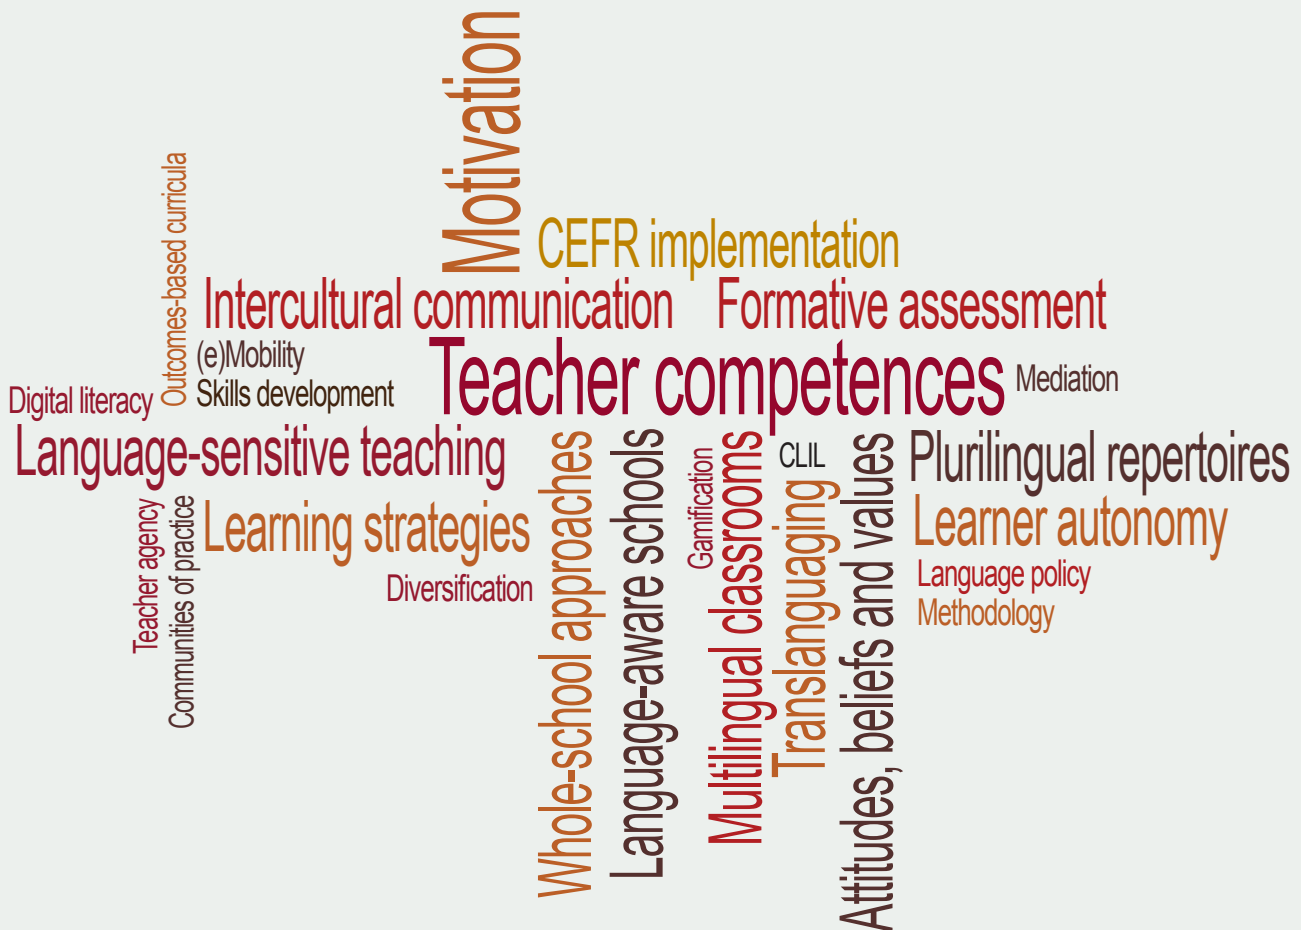 Motivation
Outcomes-based curricula
CEFR implementation
Intercultural communication
Formative assessment
(e)Mobility
Teacher competences
Mediation
Digital literacy
Skills development
Language-sensitive teaching
Whole-school approaches
Language-aware schools
Gamification
Multilingual classrooms
CLIL
Translanguaging
Attitudes, beliefs and values
Plurilingual repertoires
Teacher agency
Communities of practice
Learning strategies
Learner autonomy
Diversification
Language policy
Methodology